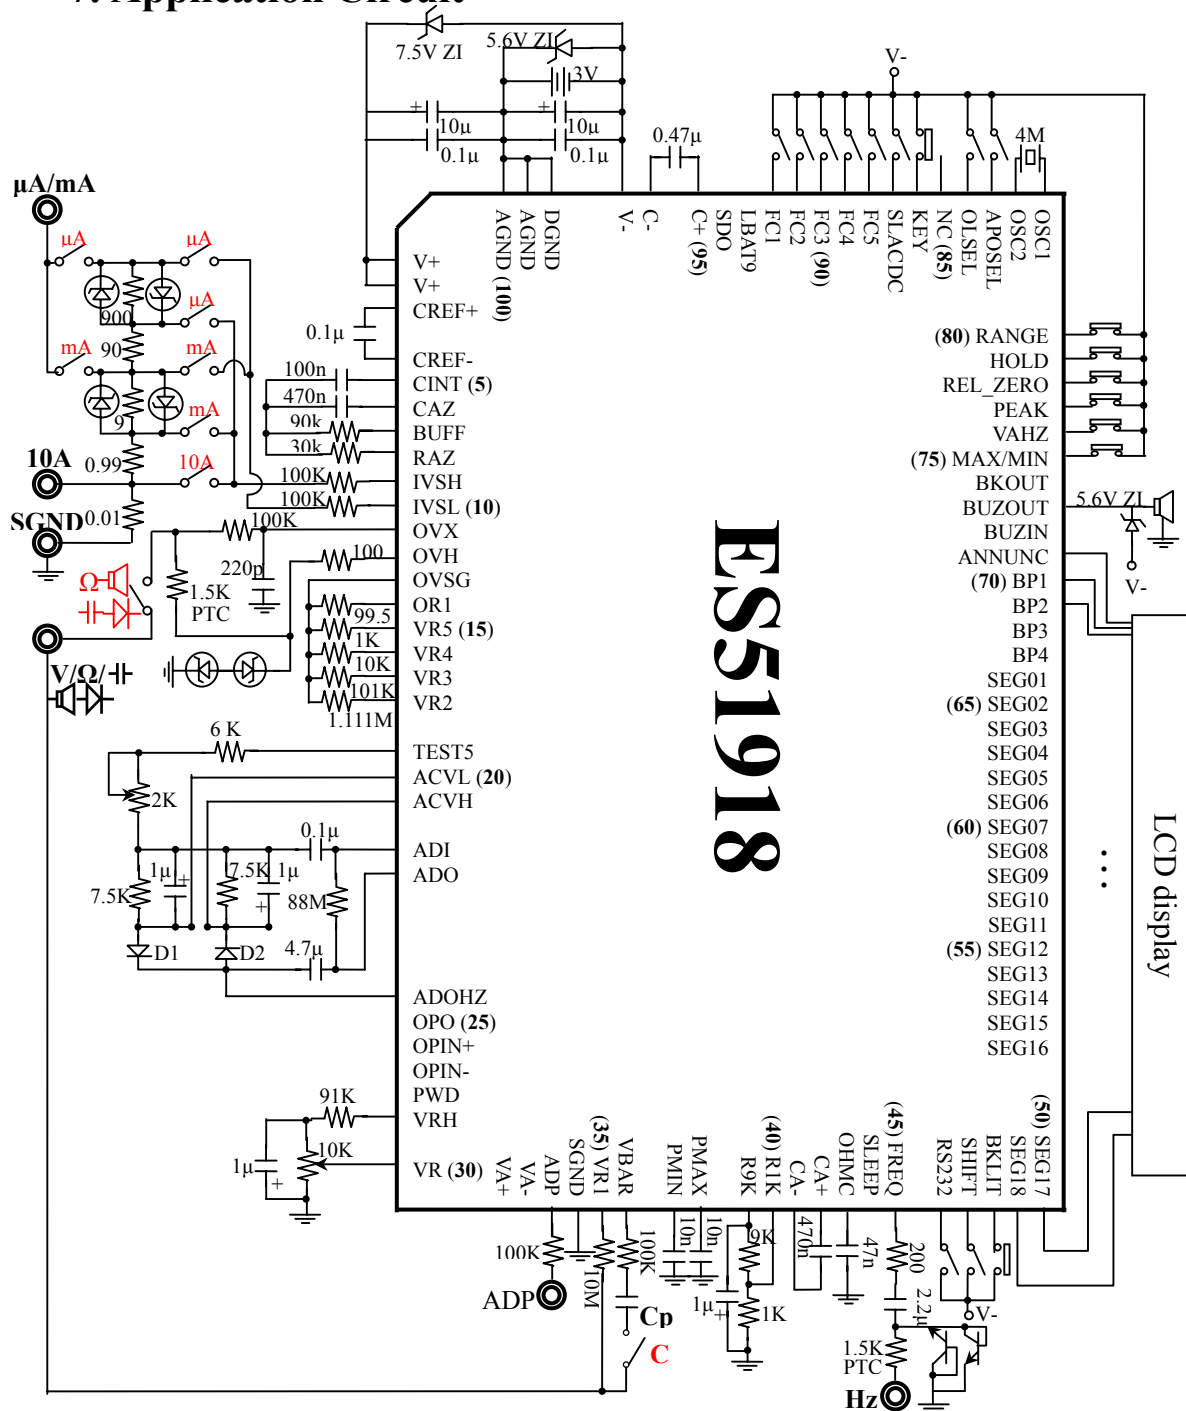 7. Application Circuit
7.5V ZI
5.6V ZI
3V
10µ
10µ
0.1µ
0.1µ
0.47µ
V-
4M
µA/mA
µA
µA
µA
900
90
mA
mA
9
mA
0.99
10A
10A
0.01
SGND
AGND (100)
AGND
DGND
V-
C-
C+ (95)
SDO
LBAT9
FC1
FC2
FC3 (90)
FC4
FC5
SLACDC
KEY
NC (85)
OLSEL
APOSEL
OSC2
OSC1
V+
V+
CREF+
0.1µ
CREF-
100n
CINT (5)
470n
CAZ
90k
BUFF
30k
RAZ
100K
IVSH
100K
IVSL (10)
100K
OVX
100
OVH
220p
OVSG
1.5K
PTC
OR1
99.5
VR5 (15)
1K
VR4
10K
VR3
101K
VR2
1.111M
Ω
V/Ω/
6 K
TEST5
ACVL (20)
2K
ACVH
0.1µ
ADI
ADO
1µ
7.5K
1µ
7.5K
88M
D1
D2
4.7µ
ADOHZ
OPO (25)
OPIN+
OPIN-
PWD
91K
VRH
10K
VR (30)
1µ
ES51918
(80) RANGE
HOLD
REL_ZERO
PEAK
VAHZ
(75) MAX/MIN
BKOUT
BUZOUT
5.6V ZI
BUZIN
ANNUNC
(70) BP1
V-
BP2
BP3
BP4
SEG01
(65) SEG02
SEG03
SEG04
SEG05
SEG06
(60) SEG07
SEG08
SEG09
SEG10
SEG11
(55) SEG12
SEG13
SEG14
SEG15
SEG16
LCD display
...
VA+
VA-
ADP
SGND
(35) VR1
VBAR
PMIN
PMAX
R9K
(40) R1K
CA-
CA+
OHMC
SLEEP
(45) FREQ
RS232
SHIFT
BKLIT
SEG18
(50) SEG17
100K
10M
100K
10n
10n
9K
470n
47n
200
ADP
Cp
C
1µ
1K
2.2µ
V-
1.5K
PTC
Hz